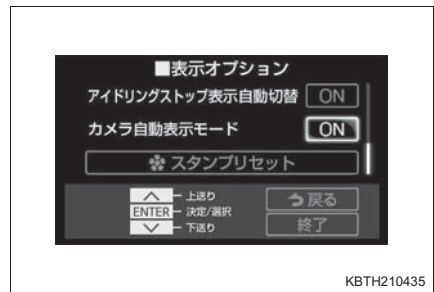 ■表示オプション
アイドリングストップ表示自動切替 ON
カメラ自動表示モード ON
スタンプリセット
上送り
ENTER 決定/選択
下送り
戻る
終了
KBTH210435